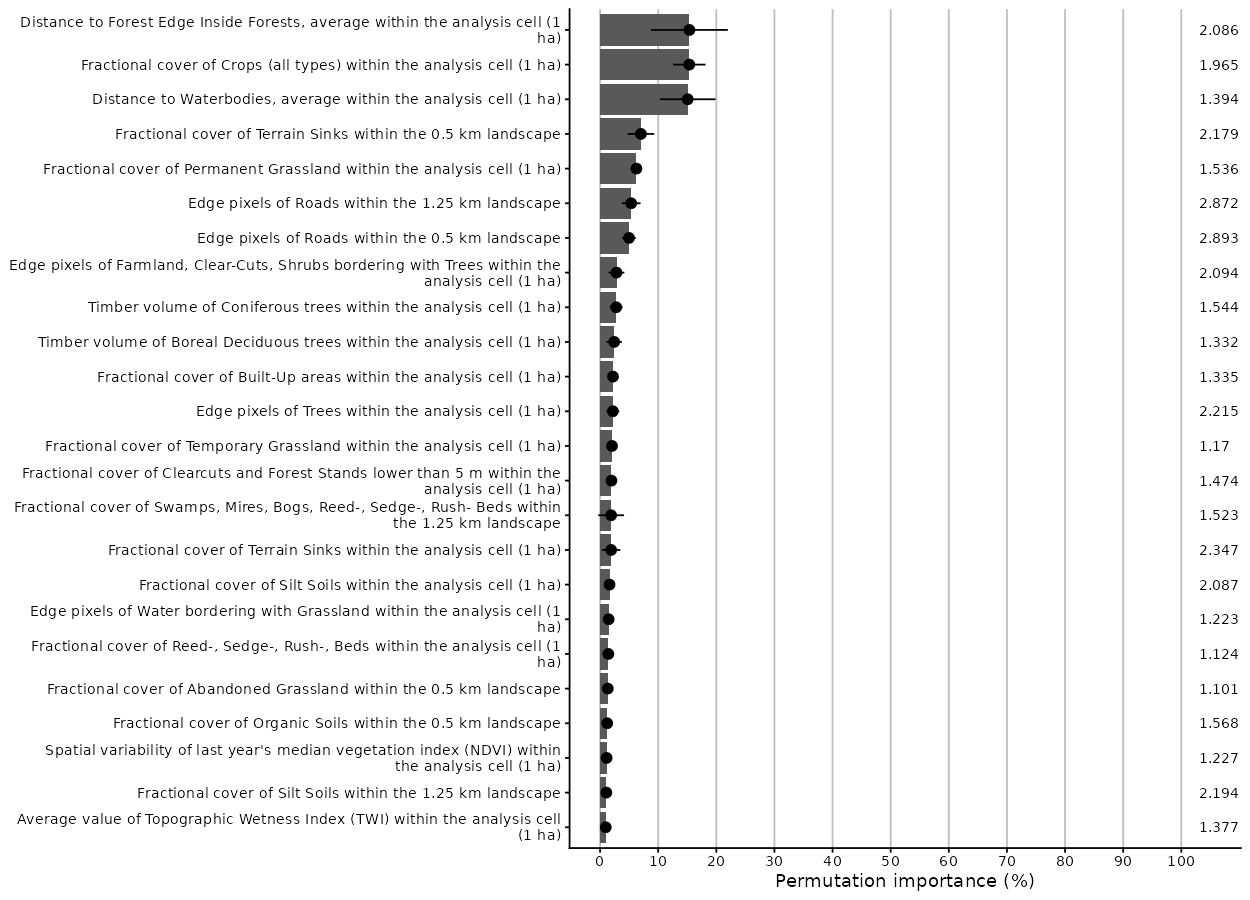 Distance to Forest Edge Inside Forests, average within the analysis cell (1
ha)
2.086
Fractional cover of Crops (all types) within the analysis cell (1 ha)
1.965
Distance to Waterbodies, average within the analysis cell (1 ha)
1.394
Fractional cover of Terrain Sinks within the 0.5 km landscape
2.179
Fractional cover of Permanent Grassland within the analysis cell (1 ha)
1.536
Edge pixels of Roads within the 1.25 km landscape
2.872
Edge pixels of Roads within the 0.5 km landscape
2.893
Edge pixels of Farmland, Clear-Cuts, Shrubs bordering with Trees within the
analysis cell (1 ha)
2.094
Timber volume of Coniferous trees within the analysis cell (1 ha)
1.544
Timber volume of Boreal Deciduous trees within the analysis cell (1 ha)
1.332
Fractional cover of Built-Up areas within the analysis cell (1 ha)
1.335
Edge pixels of Trees within the analysis cell (1 ha)
2.215
Fractional cover of Temporary Grassland within the analysis cell (1 ha)
1.17
Fractional cover of Clearcuts and Forest Stands lower than 5 m within the
analysis cell (1 ha)
1.474
Fractional cover of Swamps, Mires, Bogs, Reed-, Sedge-, Rush- Beds within
the 1.25 km landscape
1.523
Fractional cover of Terrain Sinks within the analysis cell (1 ha)
2.347
Fractional cover of Silt Soils within the analysis cell (1 ha)
2.087
Edge pixels of Water bordering with Grassland within the analysis cell (1
ha)
1.223
Fractional cover of Reed-, Sedge-, Rush-, Beds within the analysis cell (1
ha)
1.124
Fractional cover of Abandoned Grassland within the 0.5 km landscape
1.101
Fractional cover of Organic Soils within the 0.5 km landscape
1.568
Spatial variability of last year's median vegetation index (NDVI) within
the analysis cell (1 ha)
1.227
Fractional cover of Silt Soils within the 1.25 km landscape
2.194
Average value of Topographic Wetness Index (TWI) within the analysis cell
(1 ha)
1.377
0 10 20 30 40 50 60 70 80 90 100
Permutation importance (%)